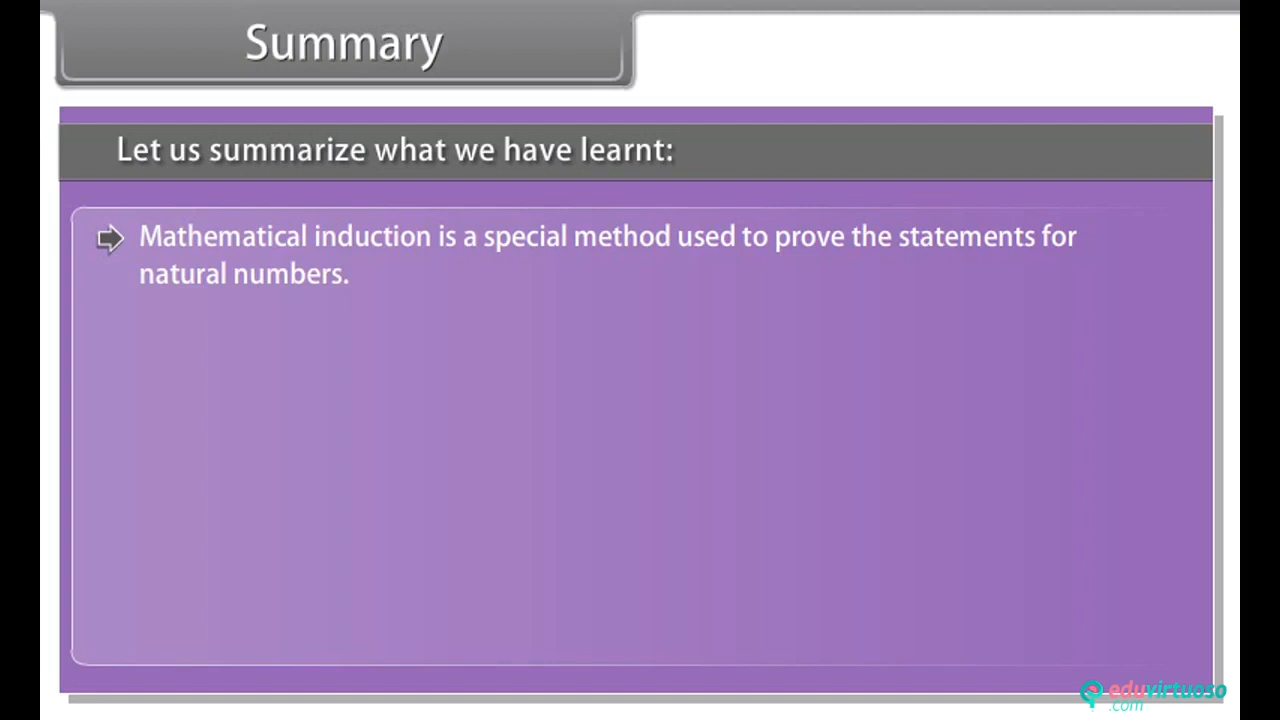 Summary
Let us summarize what we have learnt:
Mathematical induction is a special method used to prove the statements for
natural numbers.
eduvirtuoso
.com